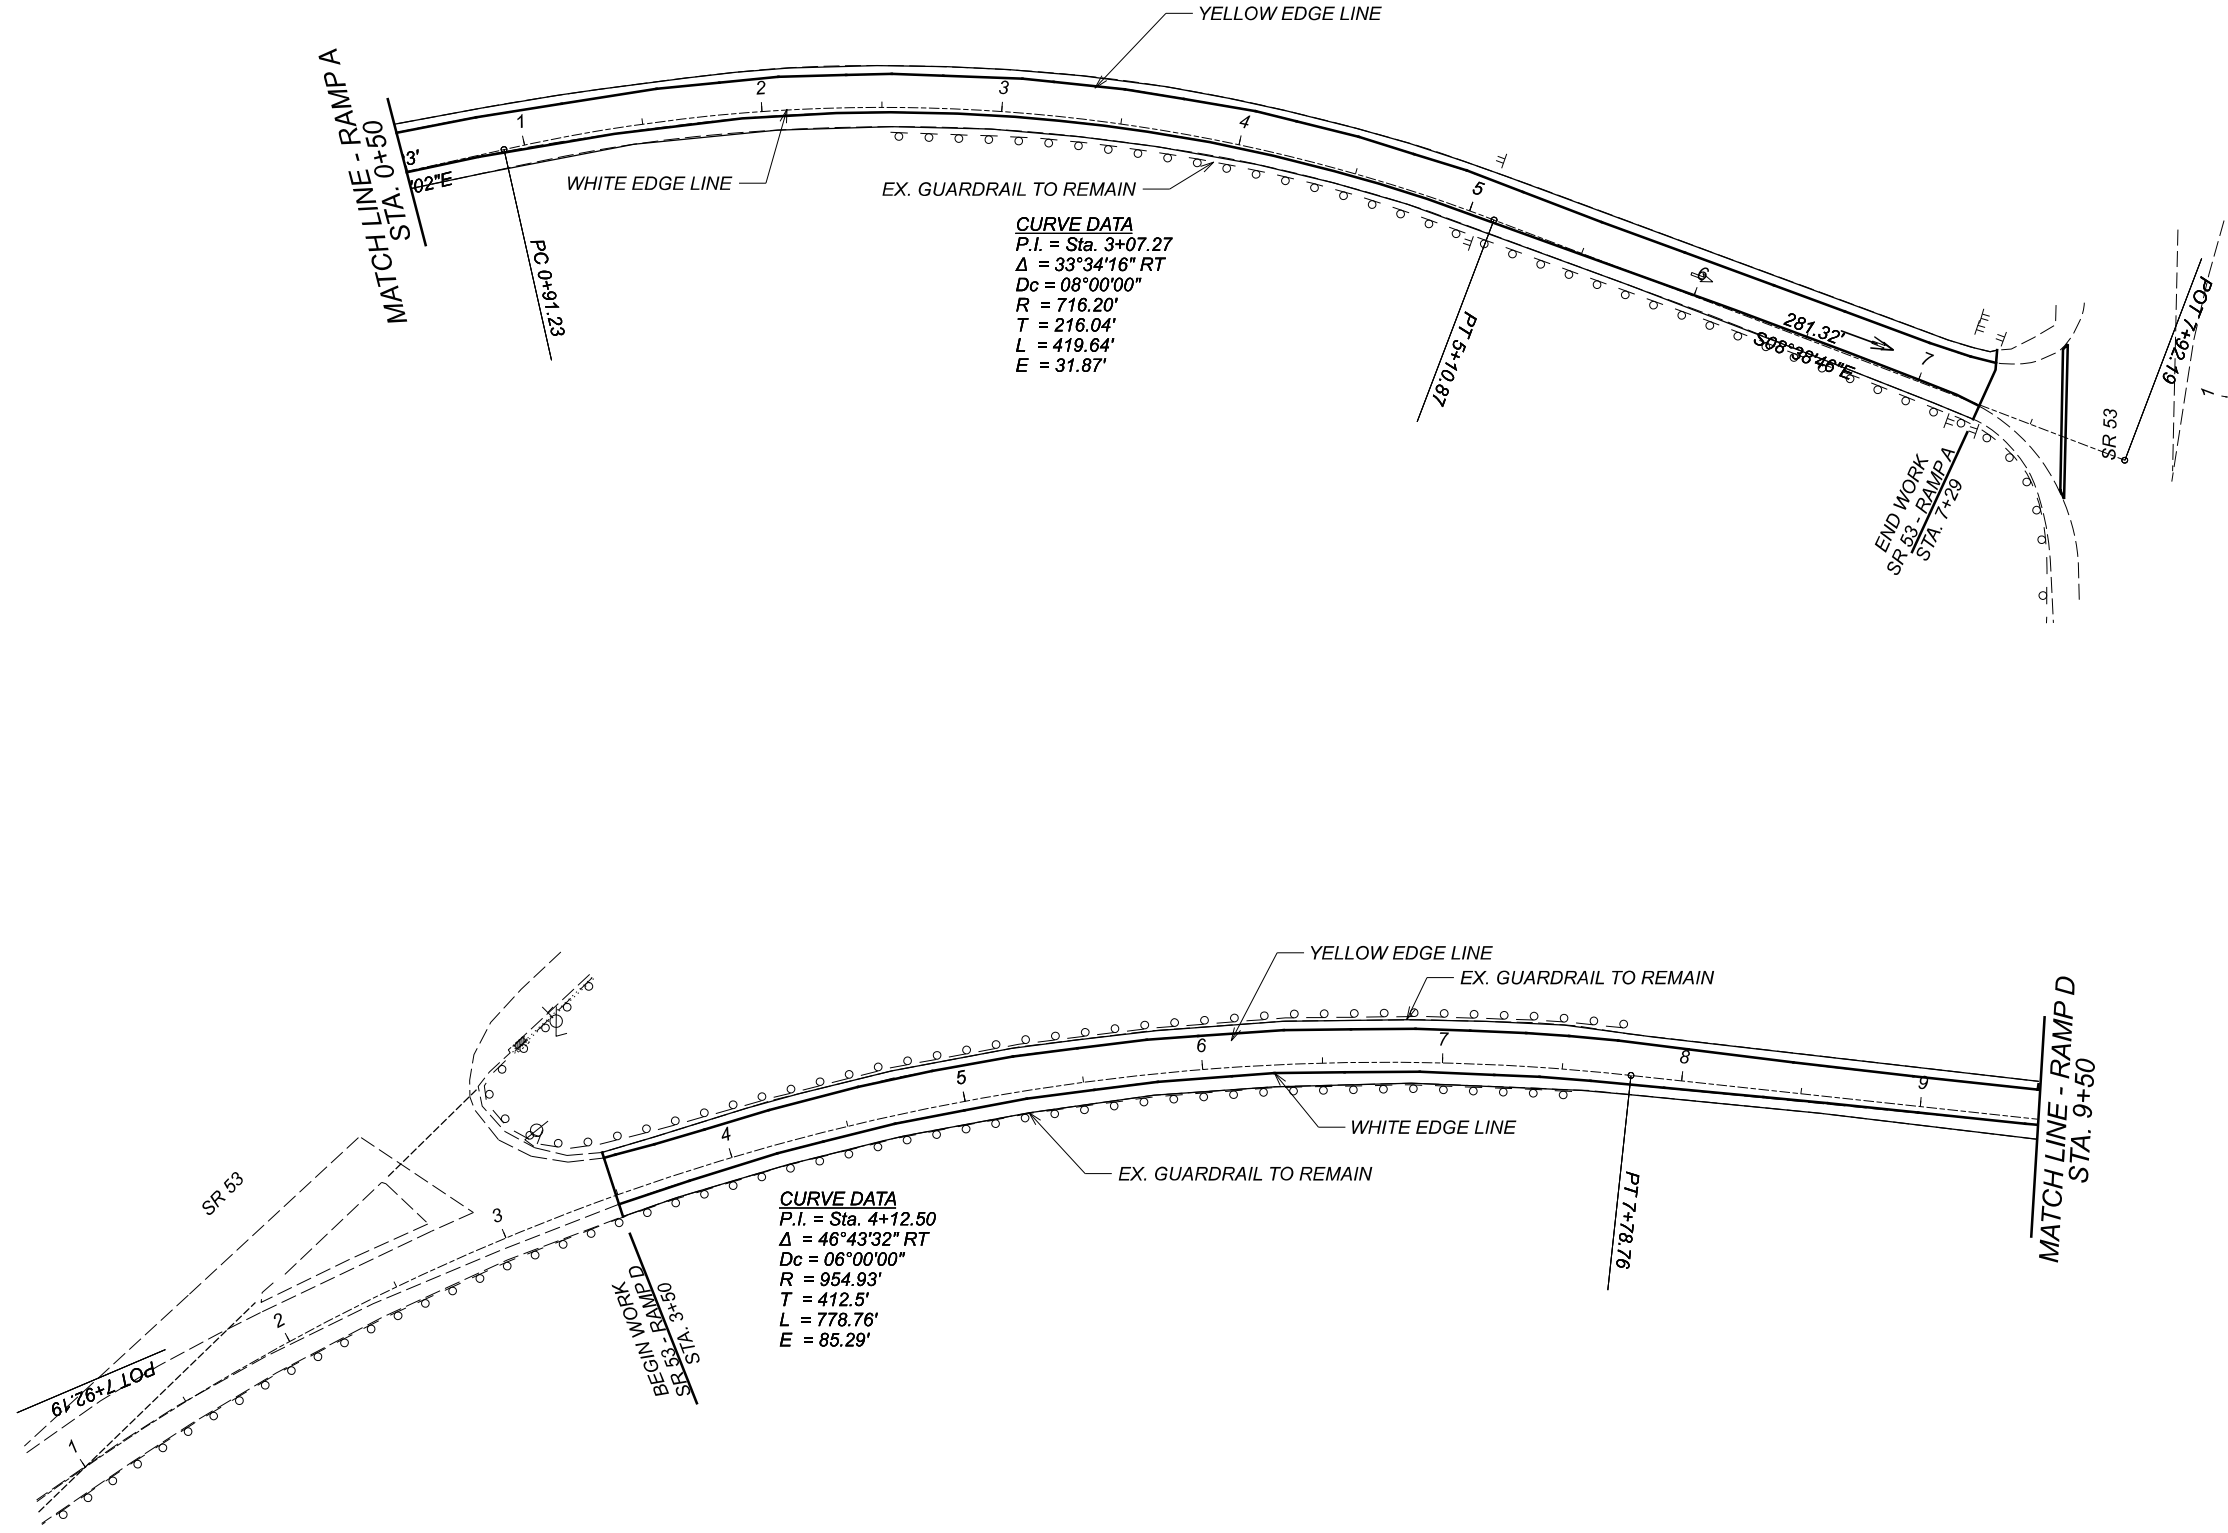 YELLOW EDGE LINE
MATCH LINE - RAMP A
STA. 0+50
3'
'02"E
1
2
3
4
5
6
7
WHITE EDGE LINE
EX. GUARDRAIL TO REMAIN
PC 0+91.23
CURVE DATA
P.I. = Sta. 3+07.27
Δ = 33°34'16" RT
Dc = 08°00'00"
R = 716.20'
T = 216.04'
L = 419.64'
E = 31.87'
PT 5+10.87
281.32'
S08°38'46"E
POT 7+92.19
1
SR 53
END WORK
SR 53 - RAMP A
STA. 7+29
YELLOW EDGE LINE
EX. GUARDRAIL TO REMAIN
MATCH LINE - RAMP D
STA. 9+50
1
2
3
4
5
6
7
8
9
WHITE EDGE LINE
EX. GUARDRAIL TO REMAIN
SR 53
CURVE DATA
P.I. = Sta. 4+12.50
Δ = 46°43'32" RT
Dc = 06°00'00"
R = 954.93'
T = 412.5'
L = 778.76'
E = 85.29'
PT 7+78.76
BEGIN WORK
SR 53 - RAMP D
STA. 3+50
POT 7+92.19